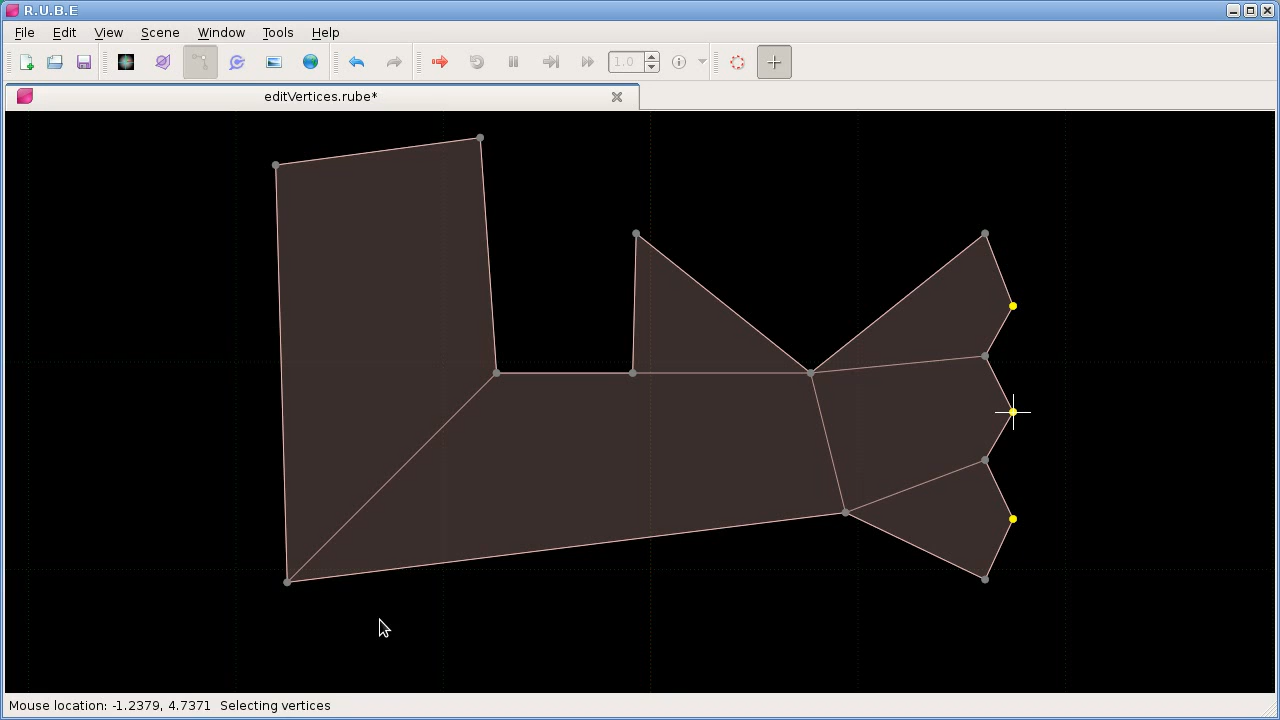 R.U.B.E
File Edit View Scene Window Tools Help
1.0
editVertices.rube*
Mouse location: -1.2379, 4.7371 Selecting vertices